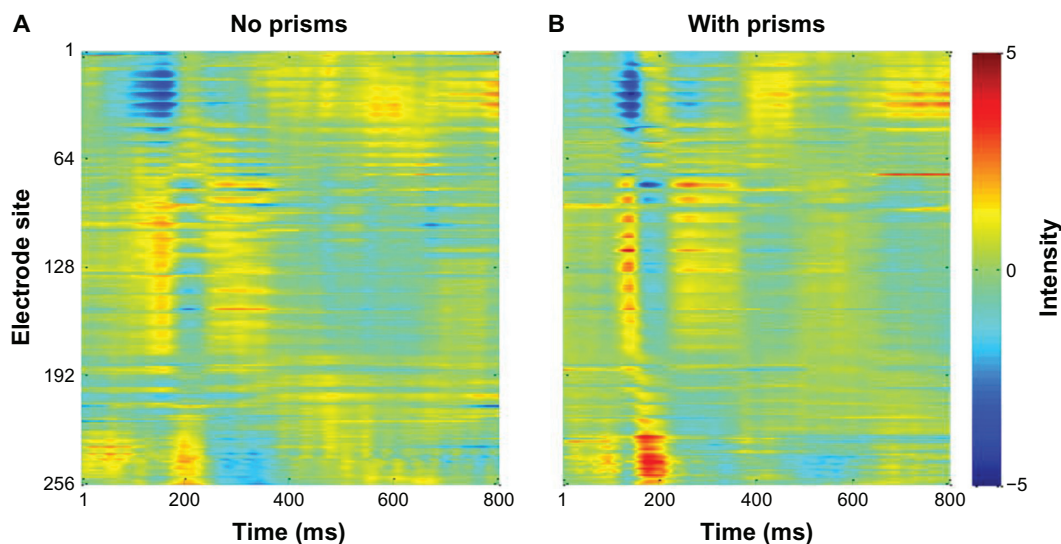 A No prisms
B With prisms
Electrode site
1
64
128
192
256
1 200 400 600 800
Time (ms)
1 200 400 600 800
Time (ms)
5
0
−5
Intensity